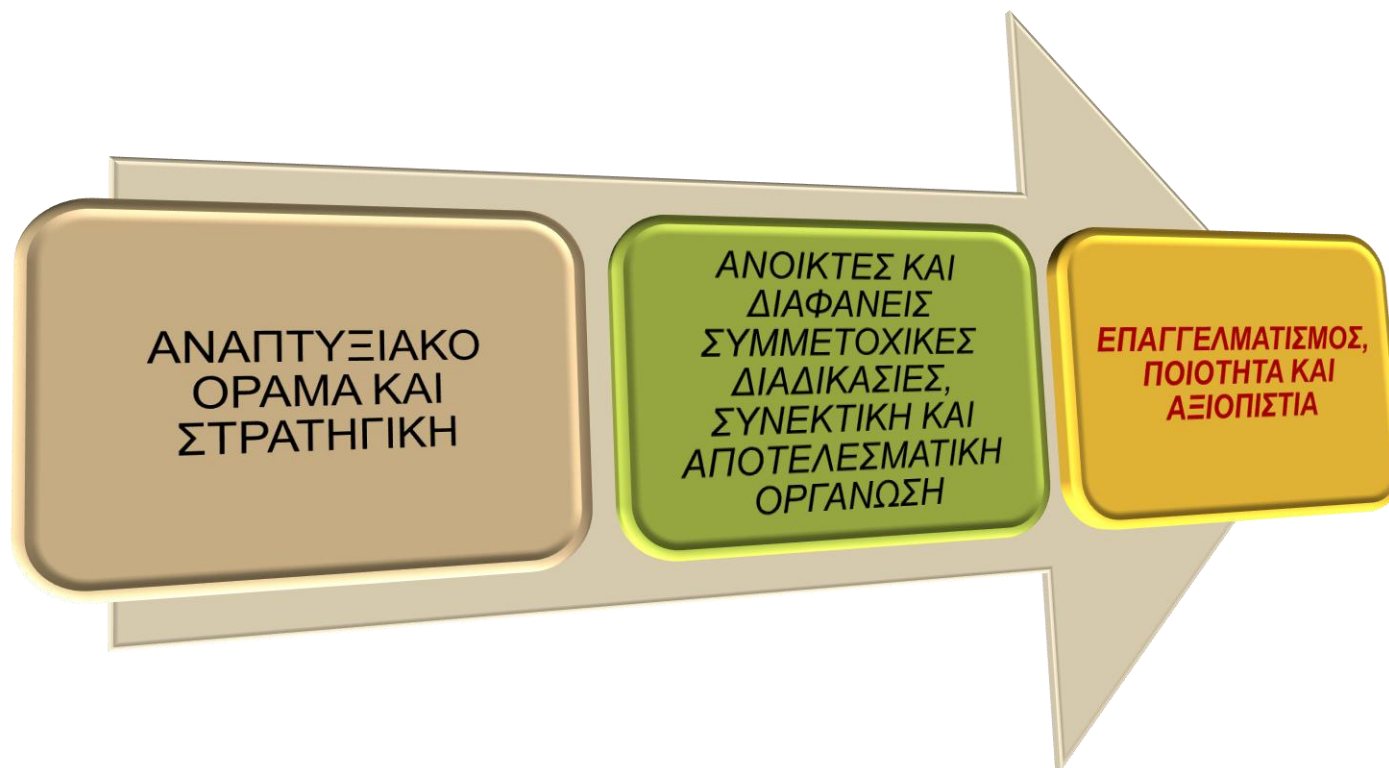 ΑΝΑΠΤΥΞΙΑΚΟ
ΟΡΑΜΑ ΚΑΙ
ΣΤΡΑΤΗΓΙΚΗ
ΑΝΟΙΚΤΕΣ ΚΑΙ
ΔΙΑΦΑΝΕΙΣ
ΣΥΜΜΕΤΟΧΙΚΕΣ
ΔΙΑΔΙΚΑΣΙΕΣ,
ΣΥΝΕΚΤΙΚΗ ΚΑΙ
ΑΠΟΤΕΛΕΣΜΑΤΙΚΗ
ΟΡΓΑΝΩΣΗ
ΕΠΑΓΓΕΛΜΑΤΙΣΜΟΣ,
ΠΟΙΟΤΗΤΑ ΚΑΙ
ΑΞΙΟΠΙΣΤΙΑ